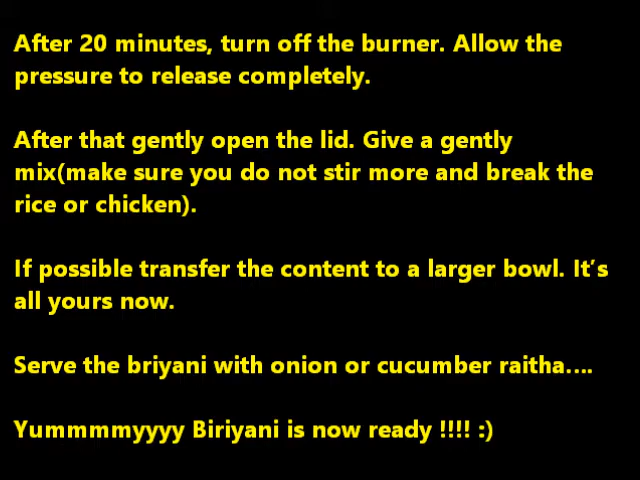 After 20 minutes, turn off the burner. Allow the
pressure to release completely.
After that gently open the lid. Give a gently
mix(make sure you do not stir more and break the
rice or chicken).
If possible transfer the content to a larger bowl. It’s
all yours now.
Serve the briyani with onion or cucumber raitha....
Yummmmyyyy Biriyani is now ready !!!! :)